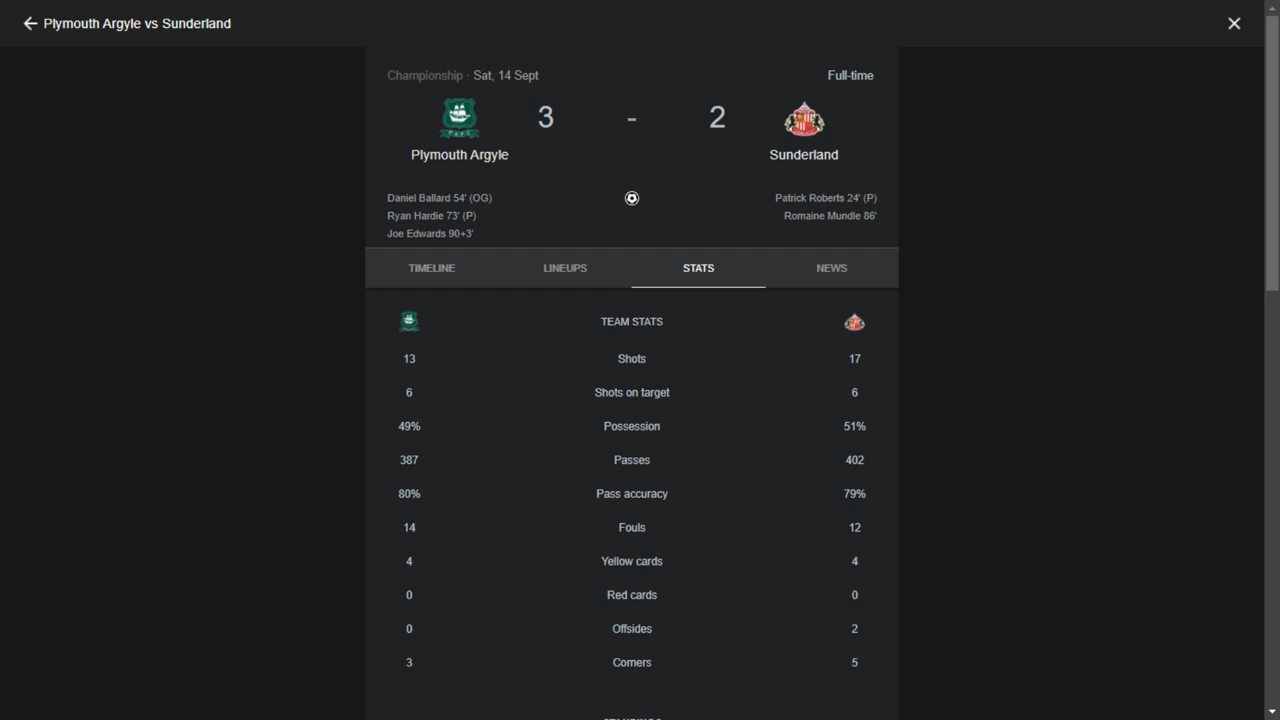 Plymouth Argyle vs Sunderland
Championship · Sat, 14 Sept Full-time
3 - 2
Plymouth Argyle Sunderland
Daniel Ballard 54' (OG) Patrick Roberts 24' (P)
Ryan Hardie 73' (P) Romaine Mundle 86'
Joe Edwards 90+3'
TIMELINE LINEUPS STATS NEWS
TEAM STATS
13 Shots 17
6 Shots on target 6
49% Possession 51%
387 Passes 402
80% Pass accuracy 79%
14 Fouls 12
4 Yellow cards 4
0 Red cards 0
0 Offsides 2
3 Corners 5